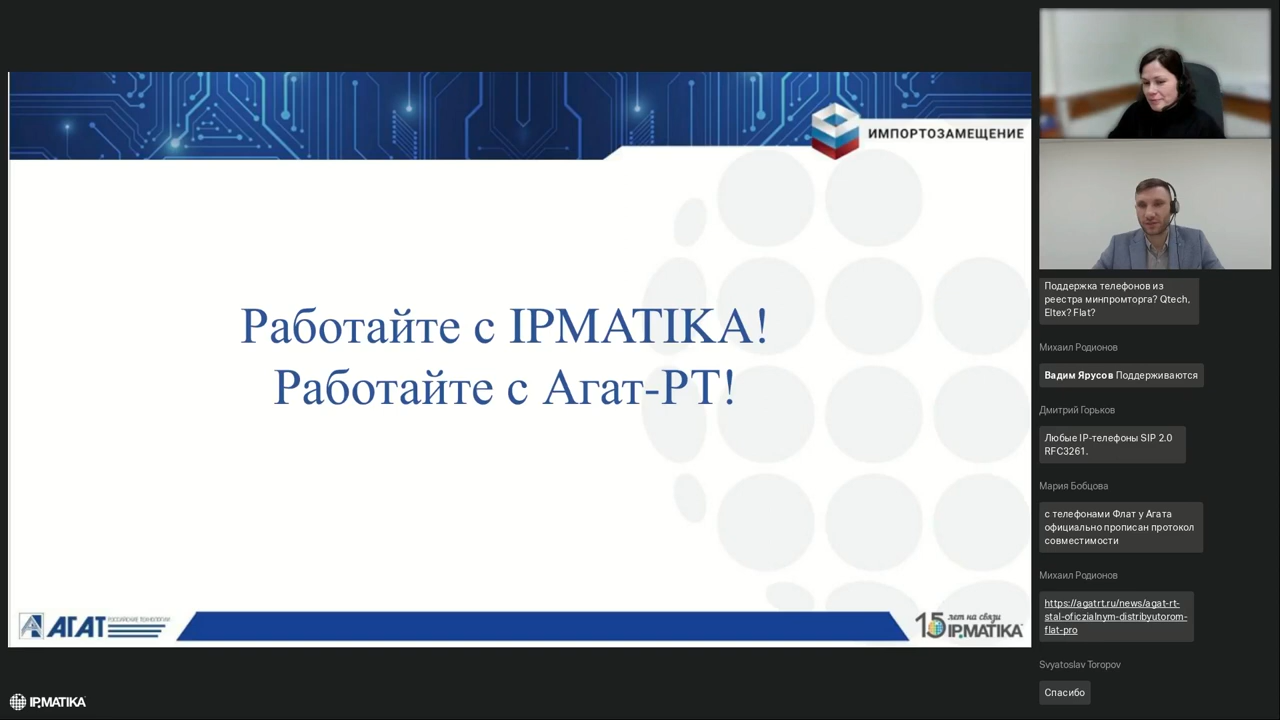 ИМПОРТОЗАМЕЩЕНИЕ
Работайте с IPMATIKA!
Работайте с Агат-РТ!
АГАТ
РОССИЙСКИЕ ТЕХНОЛОГИИ
15 лет на связи
IPMATIKA
IPMATIKA
Поддержка телефонов из
реестра минпромторга? Qtech,
Eltex? Flat?
Михаил Родионов
Вадим Ярусов Поддерживаются
Дмитрий Горьков
Любые IP-телефоны SIP 2.0
RFC3261.
Мария Бобцова
с телефонами Флат у Агата
официально прописан протокол
совместимости
Михаил Родионов
https://agatrt.ru/news/agat-rt-
stal-oficzialnym-distribyutorom-
flat-pro
Svyatoslav Toropov
Спасибо